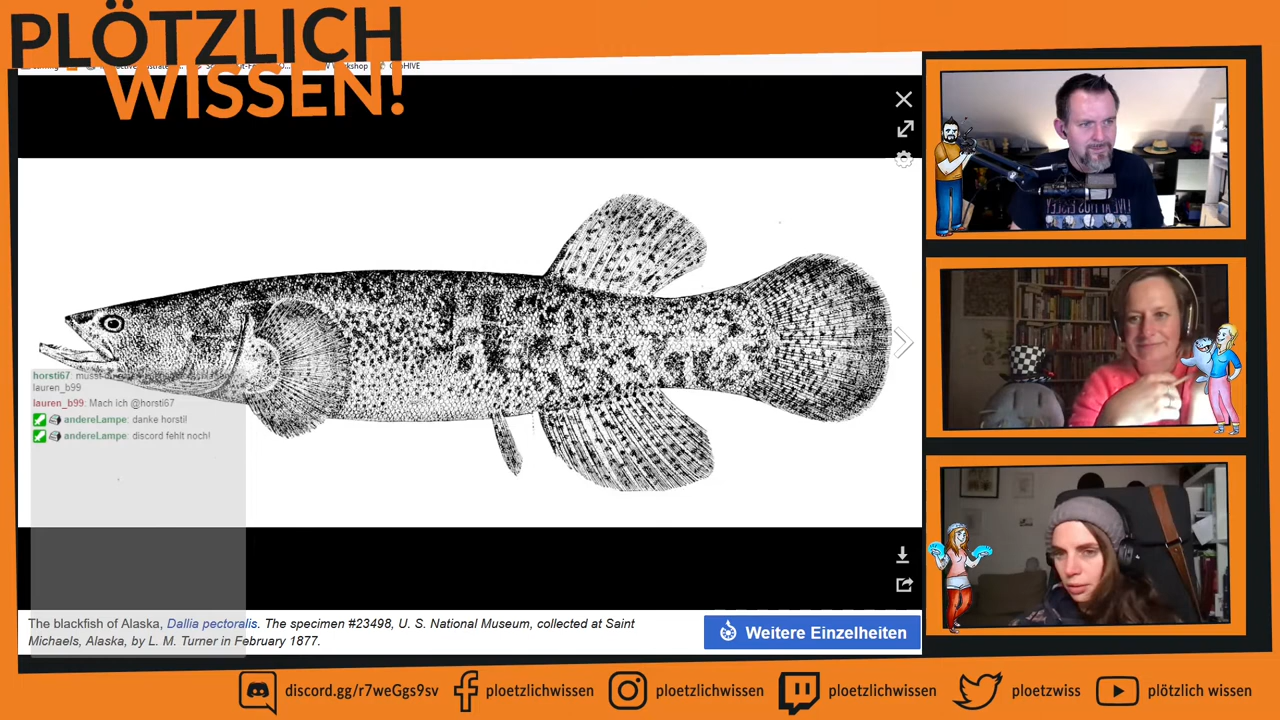 PLÖTZLICH
WISSEN!
horsti67:
lauren_b99
lauren_b99: Mach ich @horsti67
andereLampe: danke horsti!
andereLampe: discord fehlt noch!
The blackfish of Alaska, Dallia pectoralis. The specimen #23498, U. S. National Museum, collected at Saint
Michaels, Alaska, by L. M. Turner in February 1877.
Weitere Einzelheiten
discord.gg/r7weGgs9sv
ploetzlichwissen
ploetzlichwissen
ploetzlichwissen
ploetzwiss
plötzlich wissen